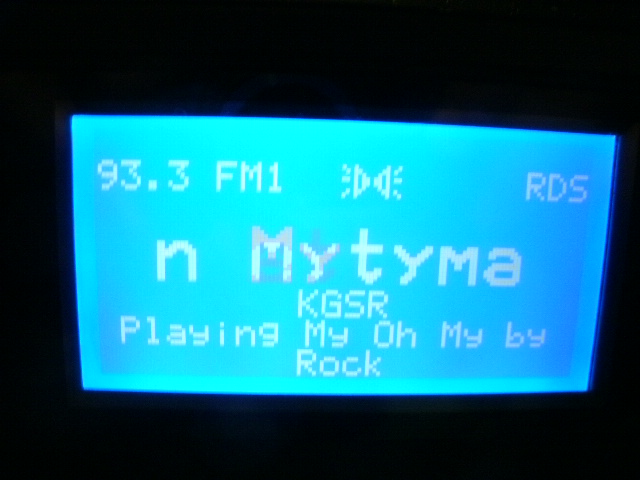 93.3 FM1 RDS
n Mytyma
KGSR
Playing My Oh My by
Rock